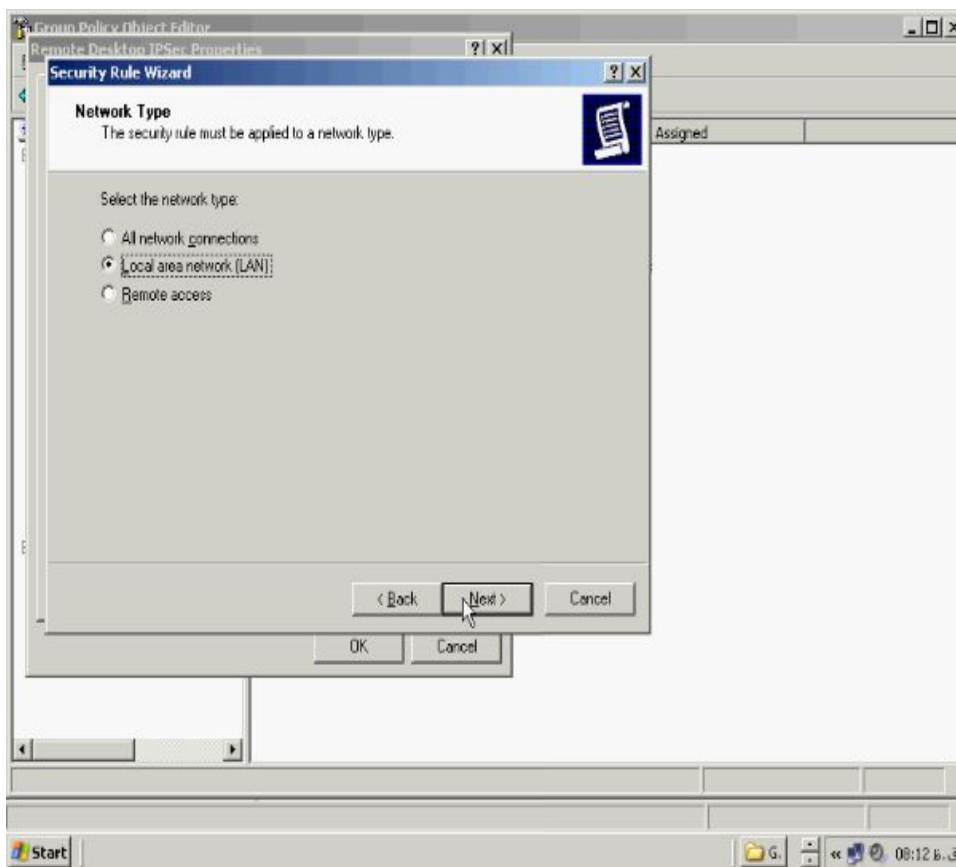 Group Policy Object Editor
Remote Desktop IPSec Properties
Security Rule Wizard
Network Type
The security rule must be applied to a network type.
Assigned
Select the network type:
All network connections
Local area network (LAN)
Remote access
< Back
Next >
Cancel
OK
Cancel
Start
G.
«
08:12